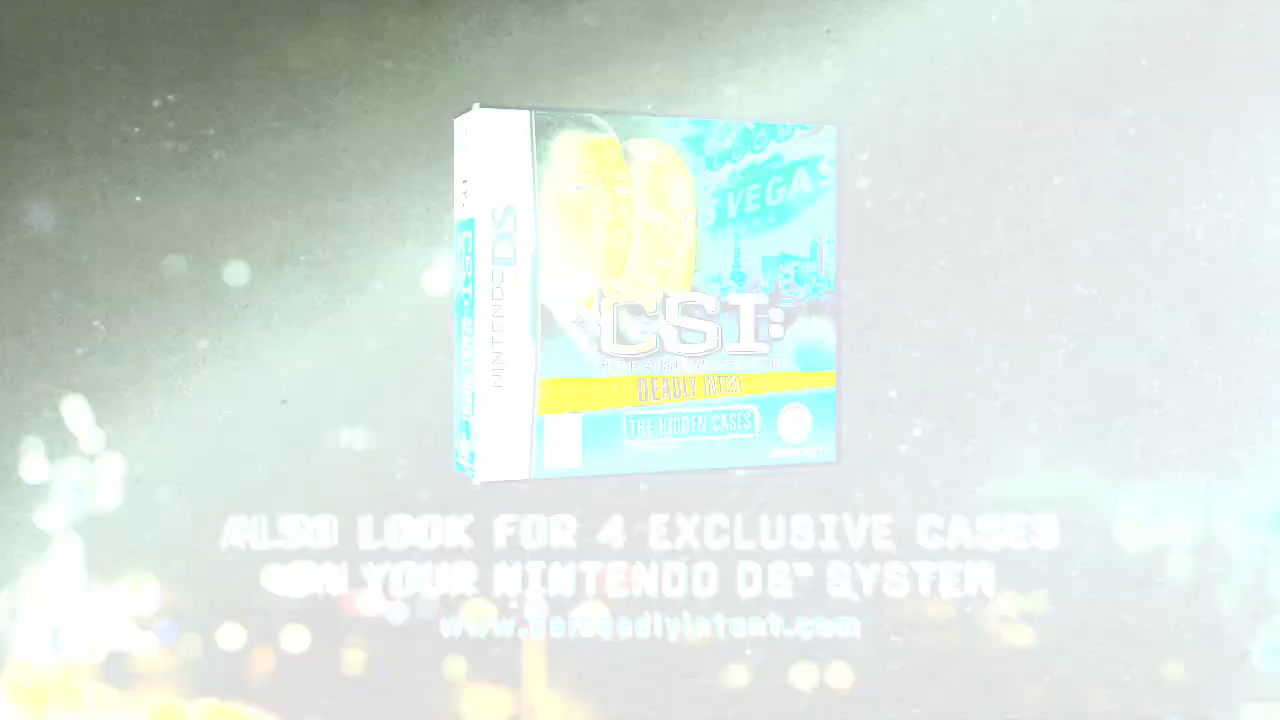 VEGAS
NINTENDO DS
CSI:
DEADLY INTENT
THE HIDDEN CASES
ALSO LOOK FOR 4 EXCLUSIVE CASES
ON YOUR NINTENDO DS™ SYSTEM
www.csideadlyintent.com